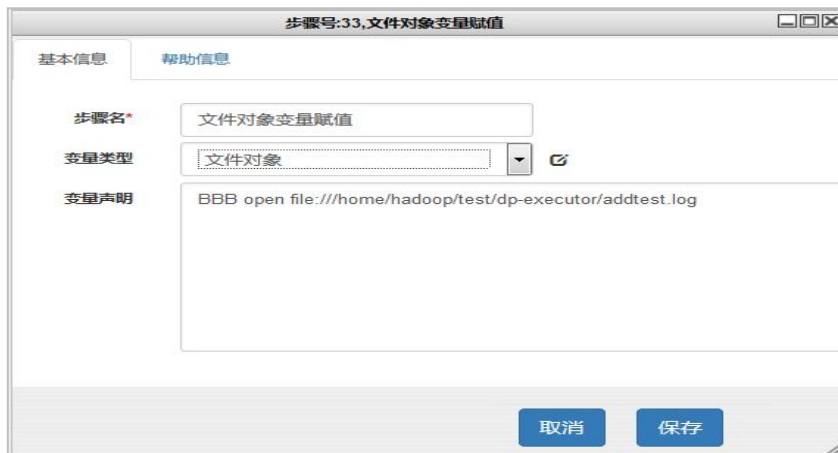 步骤号:33,文件对象变量赋值
基本信息 帮助信息
步骤名*
文件对象变量赋值
变量类型
文件对象
变量声明
BBB open file:///home/hadoop/test/dp-executor/addtest.log
取消 保存